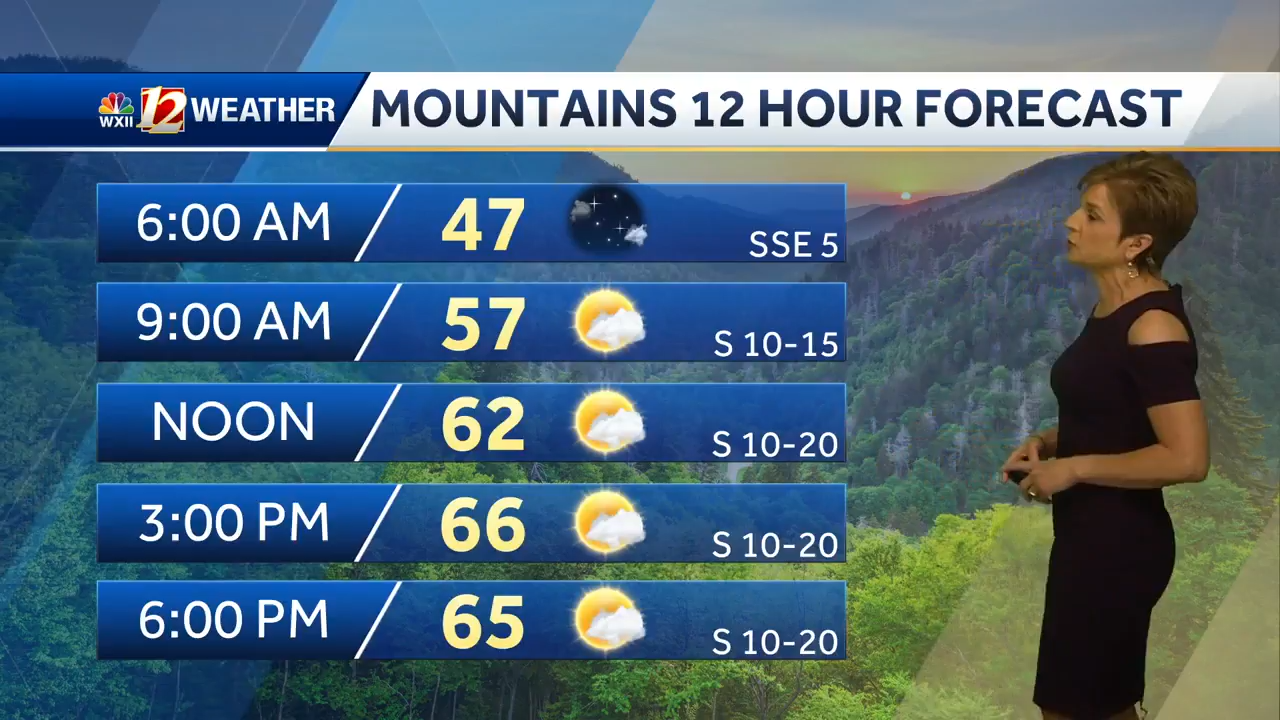 WXII 12 WEATHER
MOUNTAINS 12 HOUR FORECAST
6:00 AM 47 SSE 5
9:00 AM 57 S 10-15
NOON 62 S 10-20
3:00 PM 66 S 10-20
6:00 PM 65 S 10-20